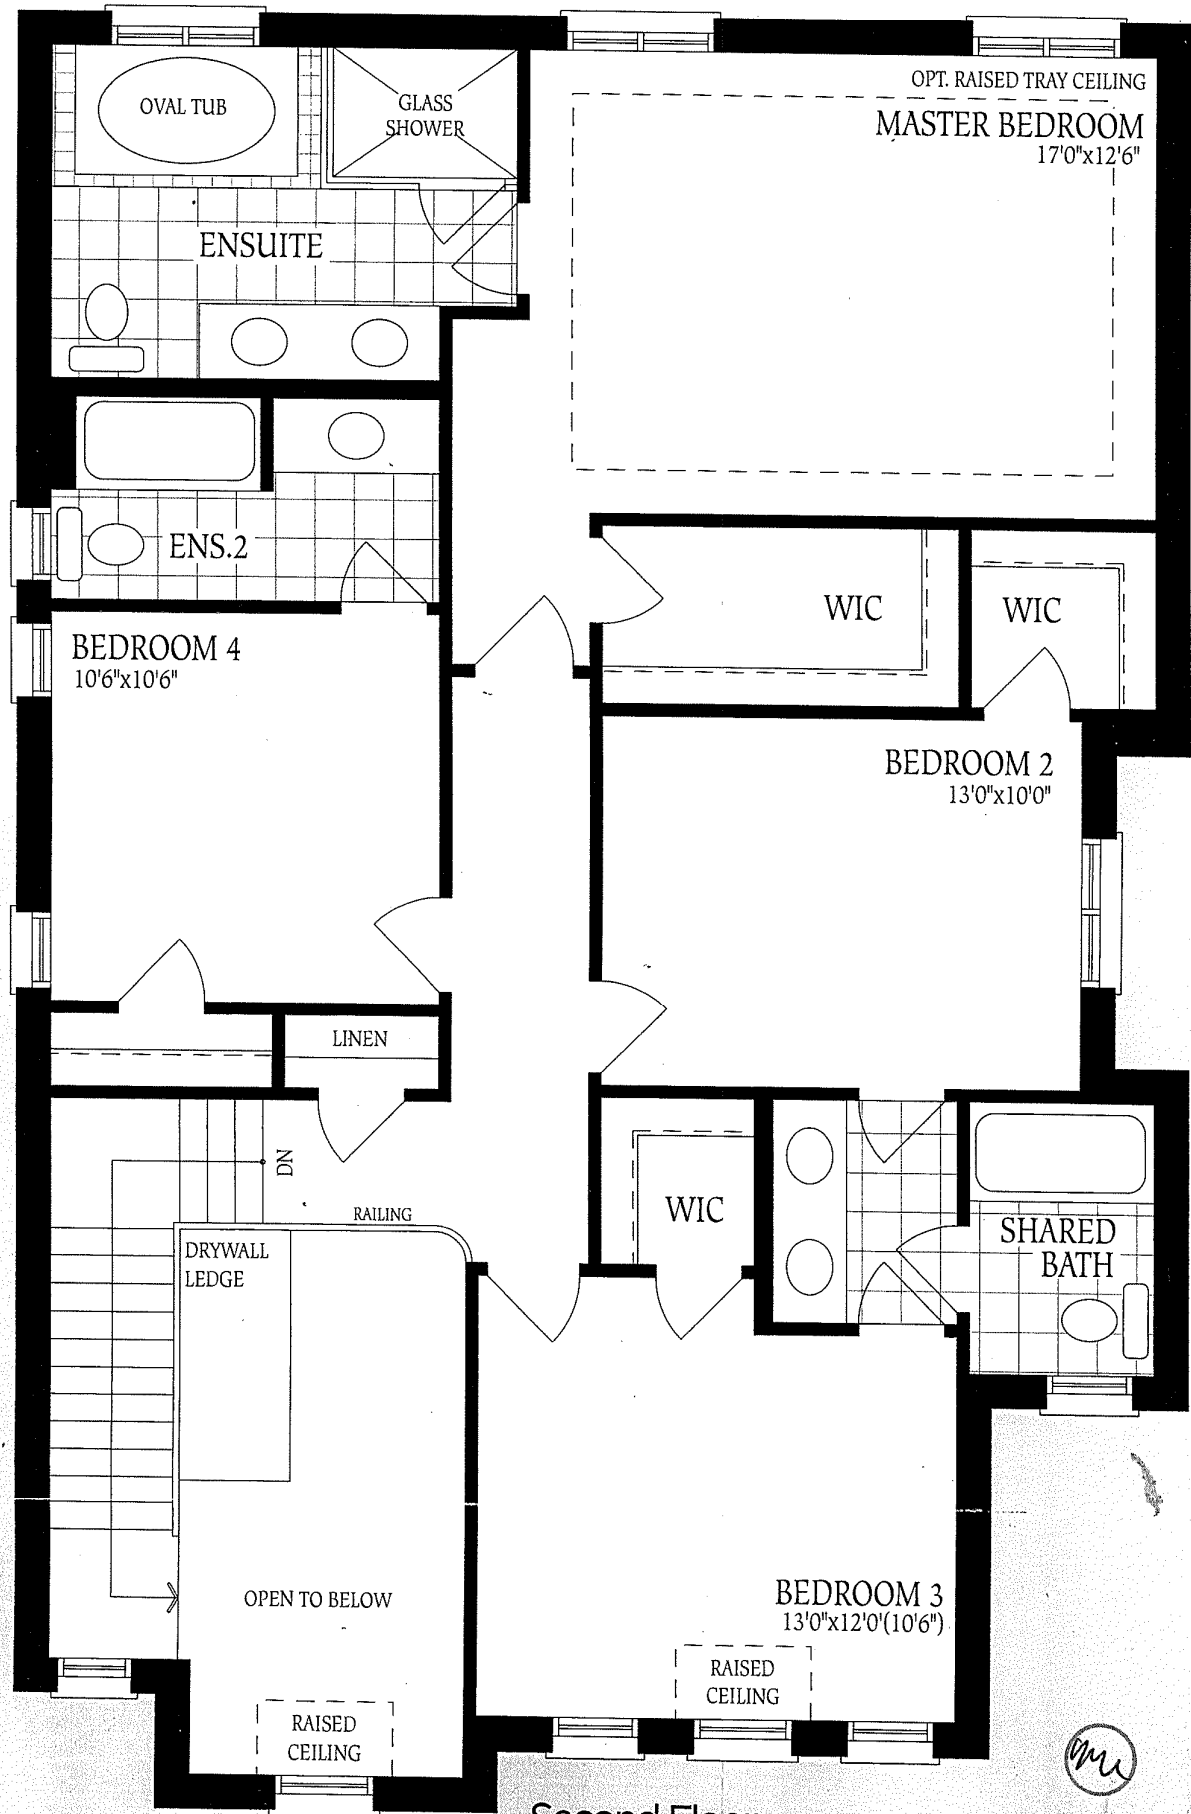 OPT. RAISED TRAY CEILING
MASTER BEDROOM
17'0"x12'6"
OVAL TUB
GLASS
SHOWER
ENSUITE
ENS.2
WIC
WIC
BEDROOM 4
10'6"x10'6"
BEDROOM 2
13'0"x10'0"
LINEN
DN
RAILING
DRYWALL
LEDGE
WIC
SHARED
BATH
OPEN TO BELOW
BEDROOM 3
13'0"x12'0'(10'6")
RAISED
CEILING
RAISED
CEILING
Second Floor